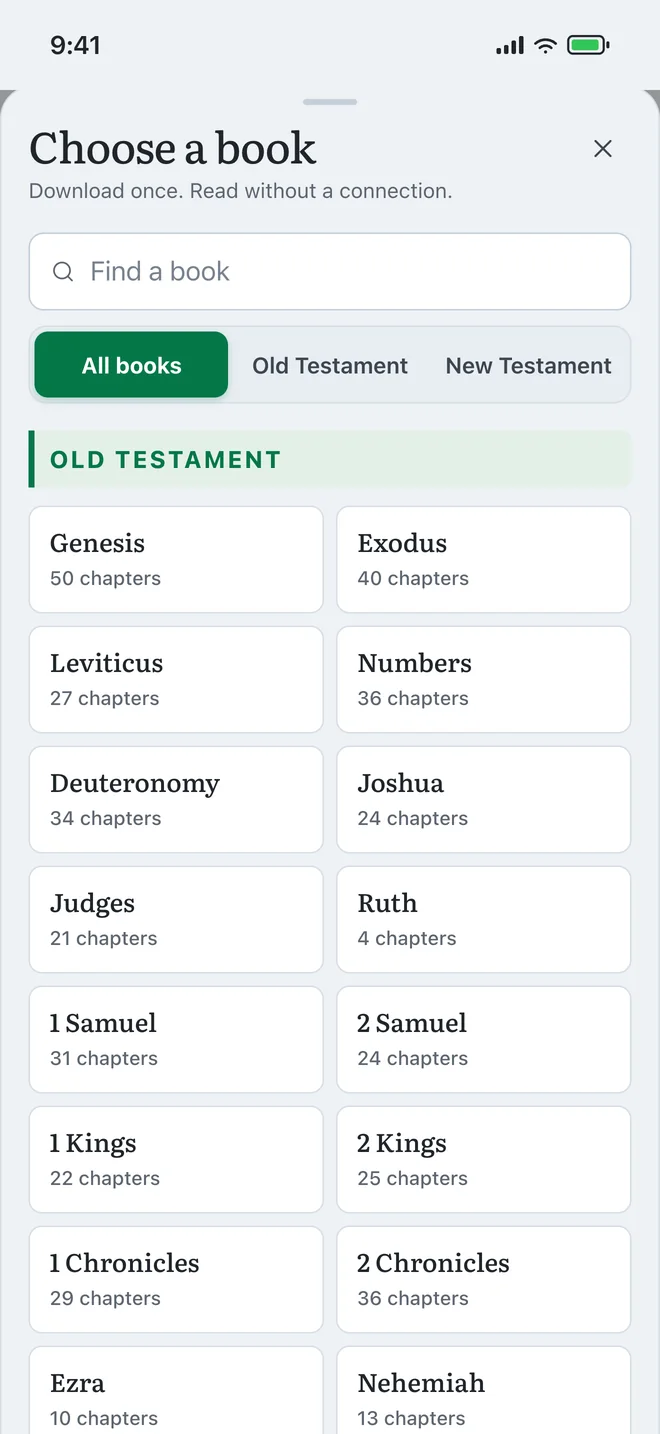 9:41
Choose a book
Download once. Read without a connection.
Find a book
All books Old Testament New Testament
OLD TESTAMENT
Genesis Exodus
50 chapters 40 chapters
Leviticus Numbers
27 chapters 36 chapters
Deuteronomy Joshua
34 chapters 24 chapters
Judges Ruth
21 chapters 4 chapters
1 Samuel 2 Samuel
31 chapters 24 chapters
1 Kings 2 Kings
22 chapters 25 chapters
1 Chronicles 2 Chronicles
29 chapters 36 chapters
Ezra Nehemiah
10 chapters 13 chapters